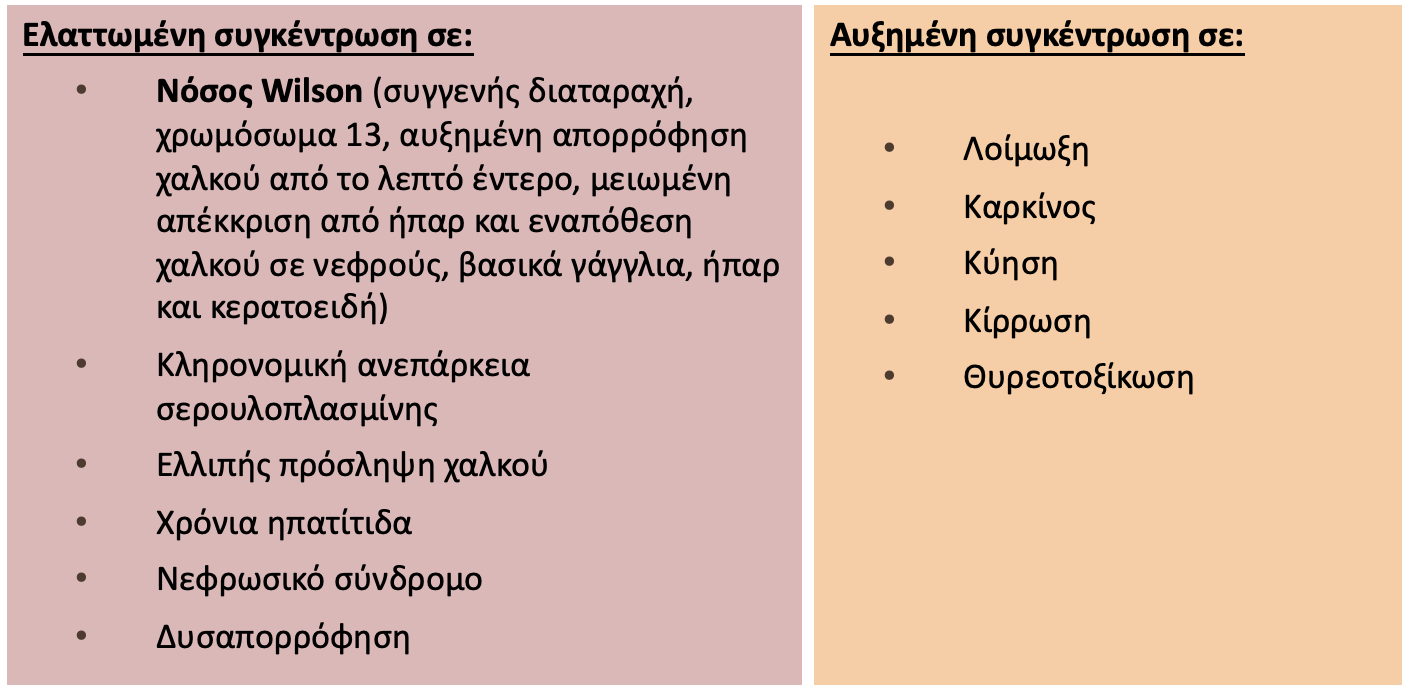 Ελαττωμένη συγκέντρωση σε:
• Νόσος Wilson (συγγενής διαταραχή,
χρωμόσωμα 13, αυξημένη απορρόφηση
χαλκού από το λεπτό έντερο, μειωμένη
απέκκριση από ήπαρ και εναπόθεση
χαλκού σε νεφρούς, βασικά γάγγλια, ήπαρ
και κερατοειδή)
• Κληρονομική ανεπάρκεια
σερουλοπλασμίνης
• Ελλιπής πρόσληψη χαλκού
• Χρόνια ηπατίτιδα
• Νεφρωσικό σύνδρομο
• Δυσαπορρόφηση
Αυξημένη συγκέντρωση σε:
• Λοίμωξη
• Καρκίνος
• Κύηση
• Κίρρωση
• Θυρεοτοξίκωση